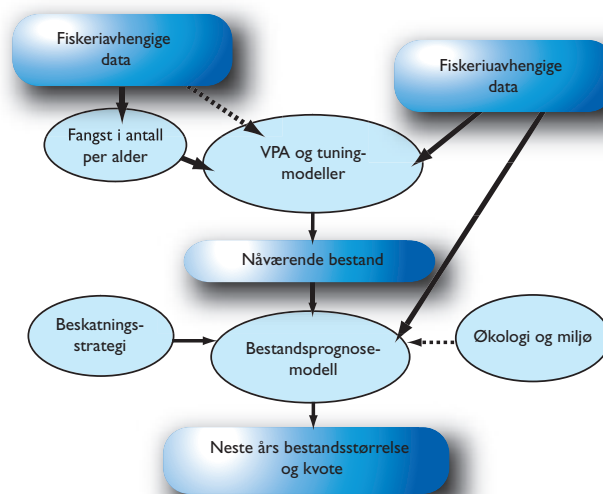 Fiskeriavhengige
data
Fiskeriuavhengige
data
Fangst i antall
per alder
VPA og tuning-
modeller
Nåværende bestand
Beskatnings-
strategi
Bestandsprognose-
modell
Økologi og miljø
Neste års bestandsstørrelse
og kvote